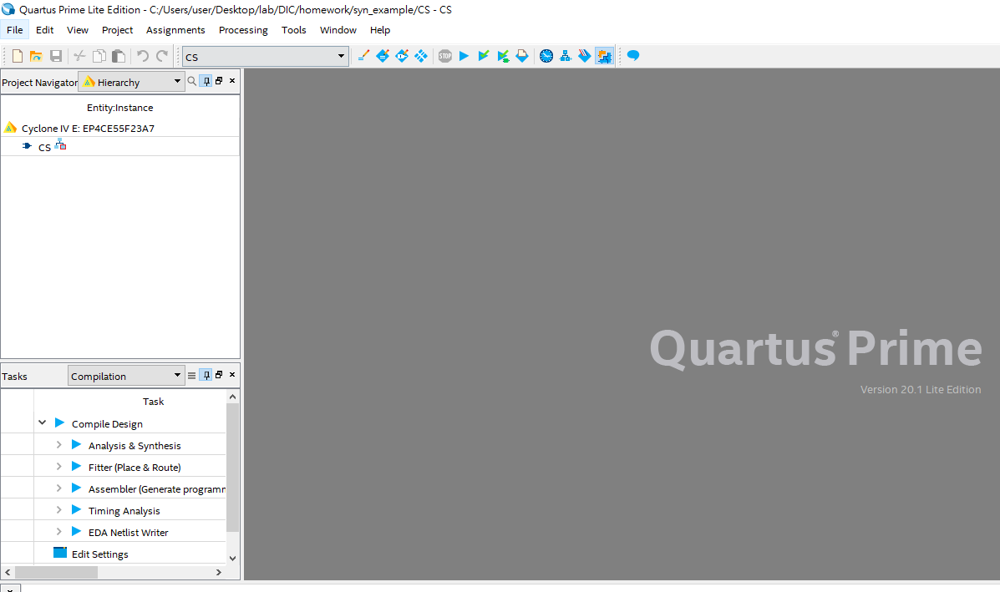 Quartus Prime Lite Edition - C:/Users/user/Desktop/lab/DIC/homework/syn_example/CS - CS
File Edit View Project Assignments Processing Tools Window Help
STOP
CS
Project Navigator Hierarchy
Entity:Instance
Cyclone IV E: EP4CE55F23A7
CS
Quartus® Prime
Version 20.1 Lite Edition
Tasks Compilation
Task
Compile Design
Analysis & Synthesis
Fitter (Place & Route)
Assembler (Generate programm
Timing Analysis
EDA Netlist Writer
Edit Settings